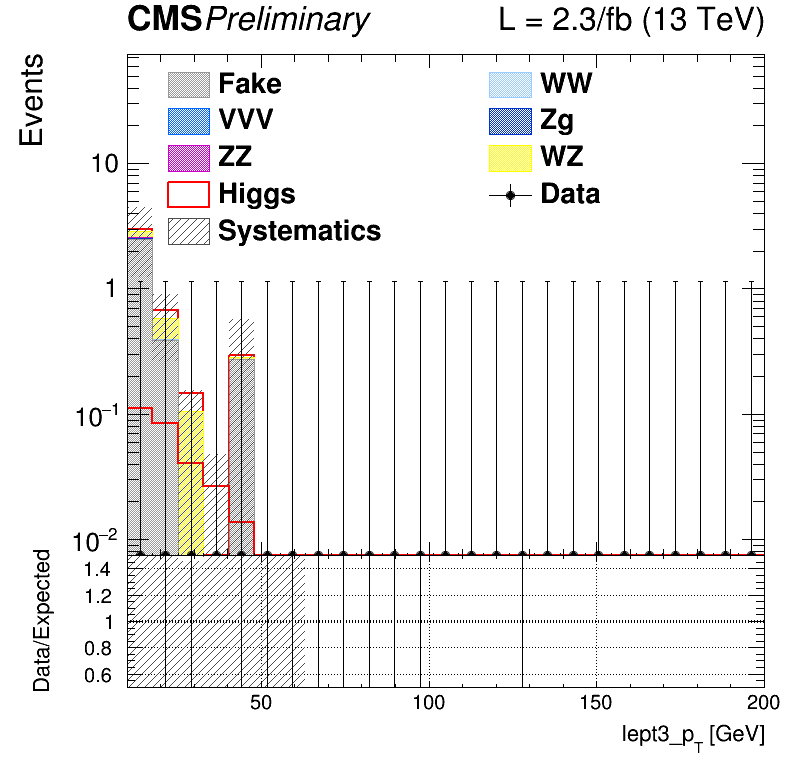 CMS Preliminary L = 2.3/fb (13 TeV)
Events
Fake WW
VVV Zg
ZZ WZ
Higgs Data
Systematics
10
1
10⁻¹
10⁻²
Data/Expected
1.4
1.2
1
0.8
0.6
50 100 150 200
lept3_p_T [GeV]